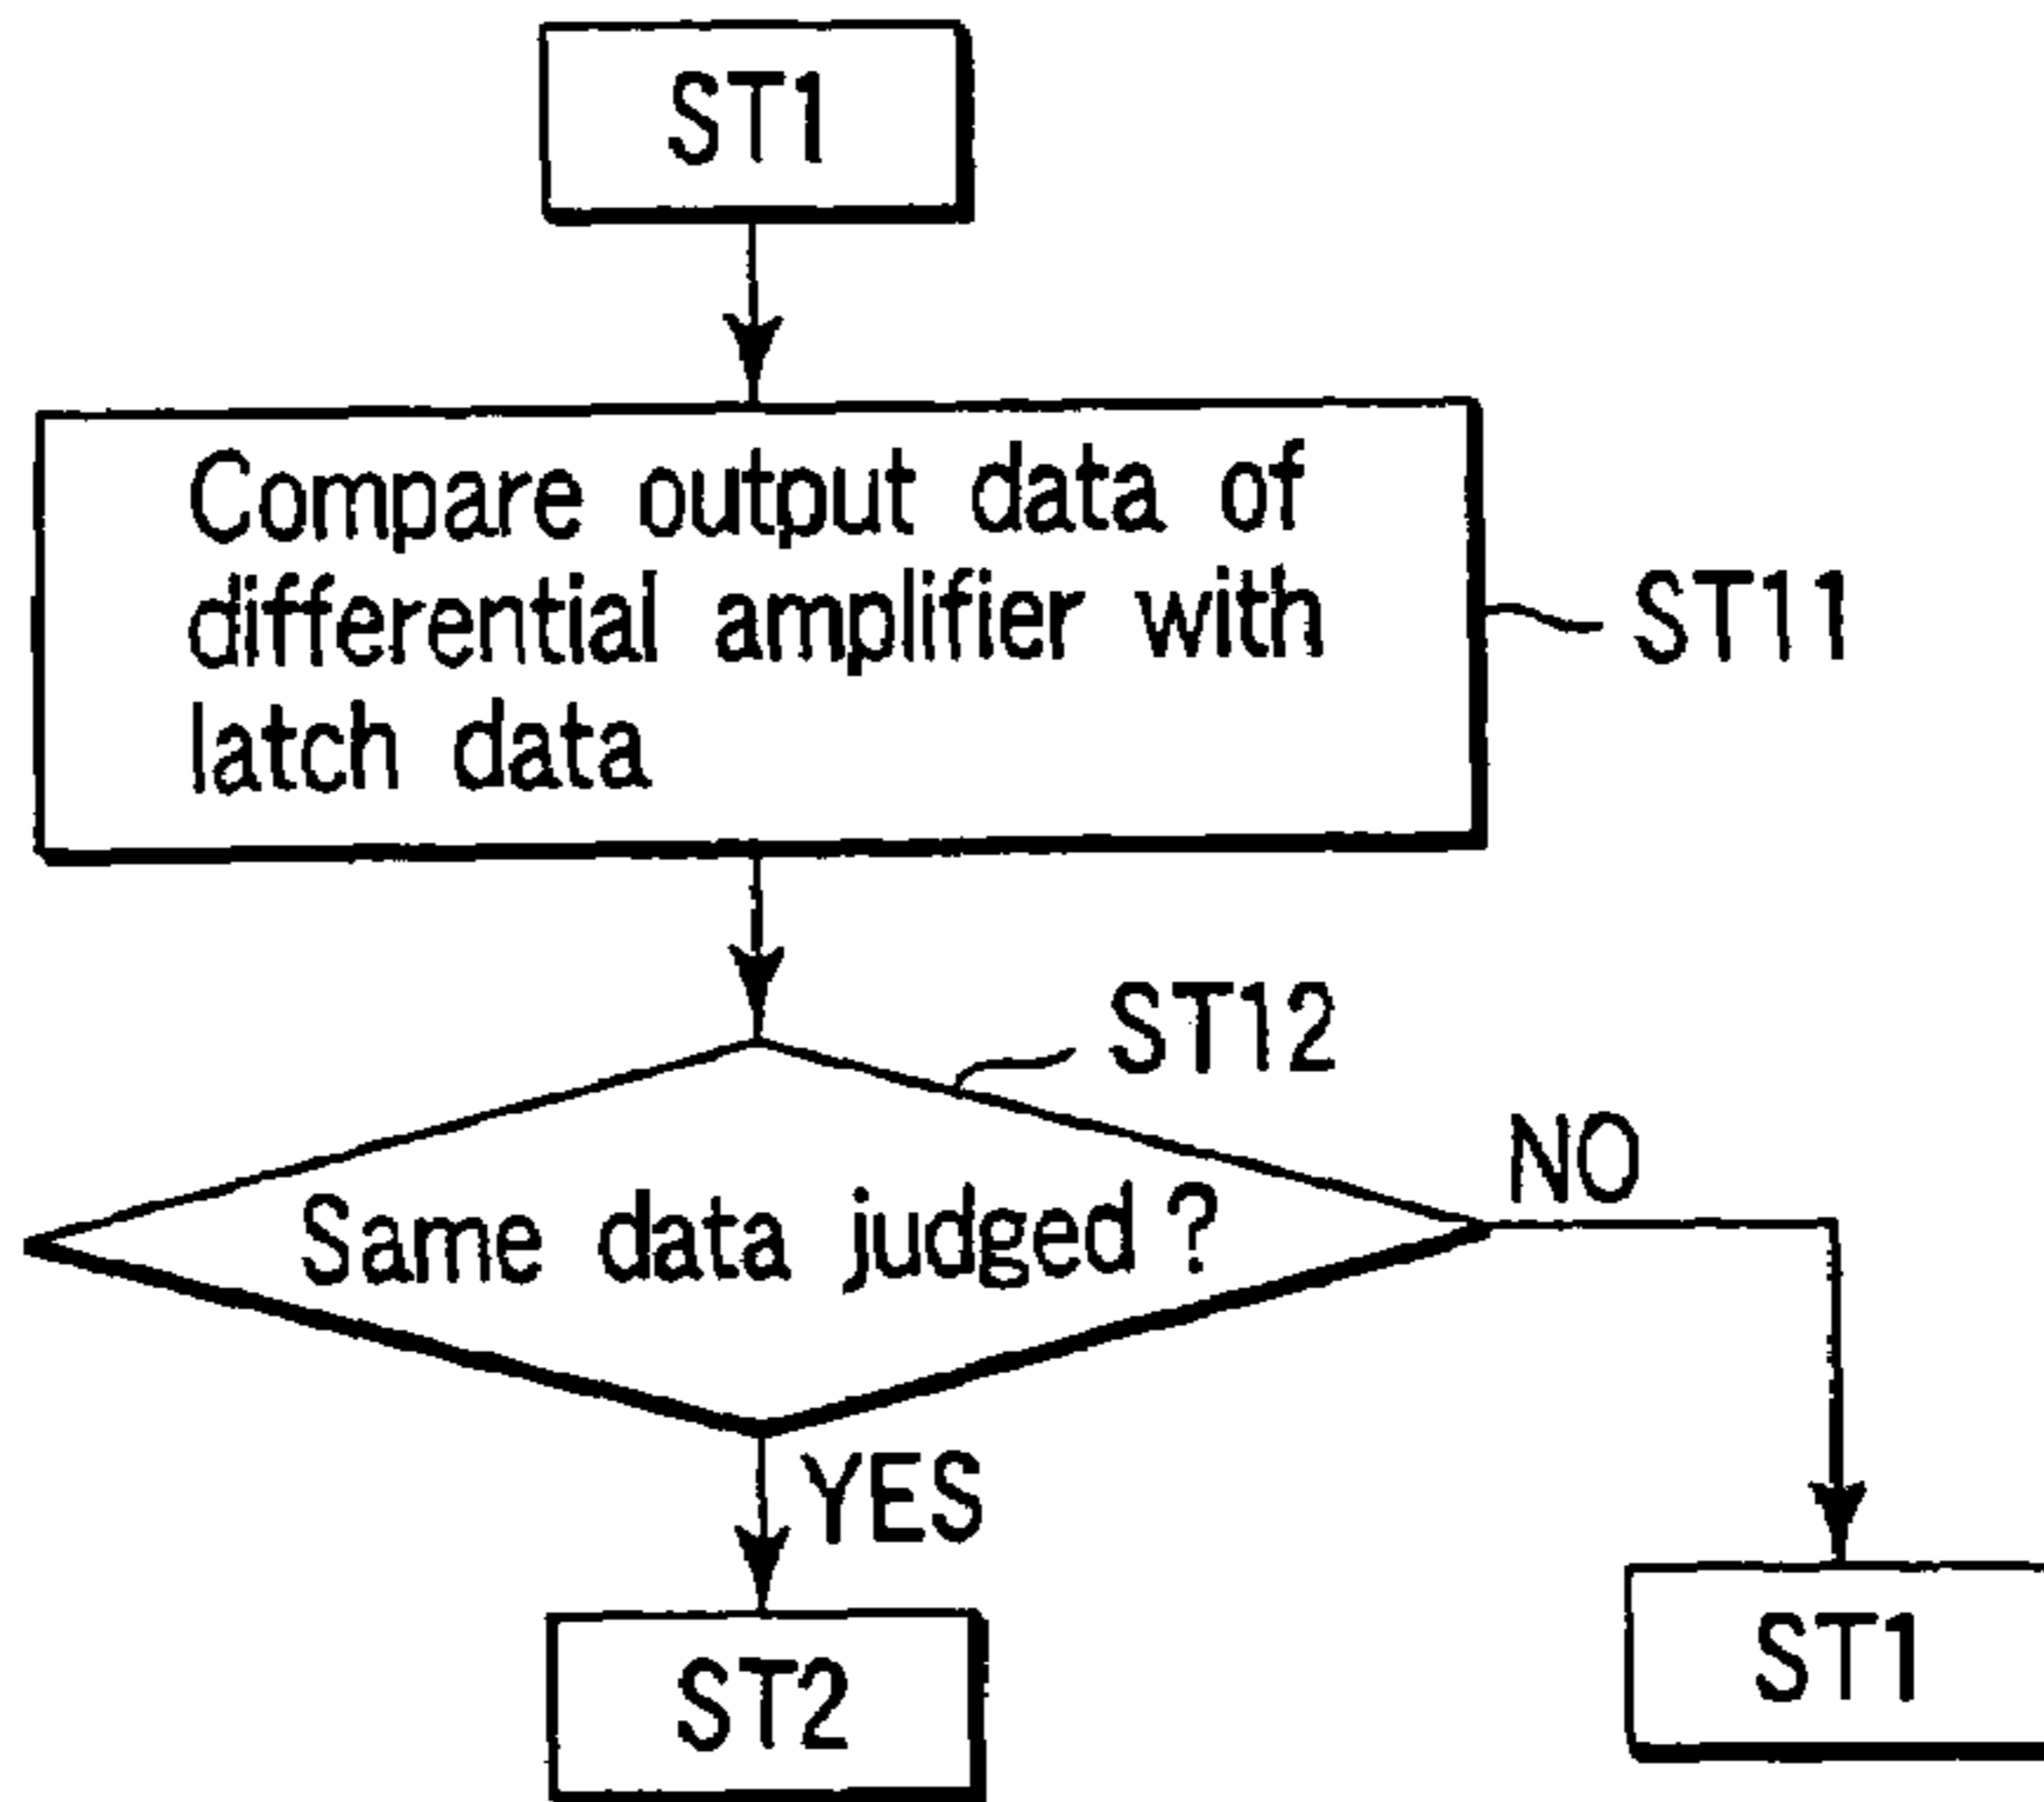 ST1
Compare output data of
differential amplifier with
latch data
ST11
ST12
Same data judged ?
NO
YES
ST2
ST1